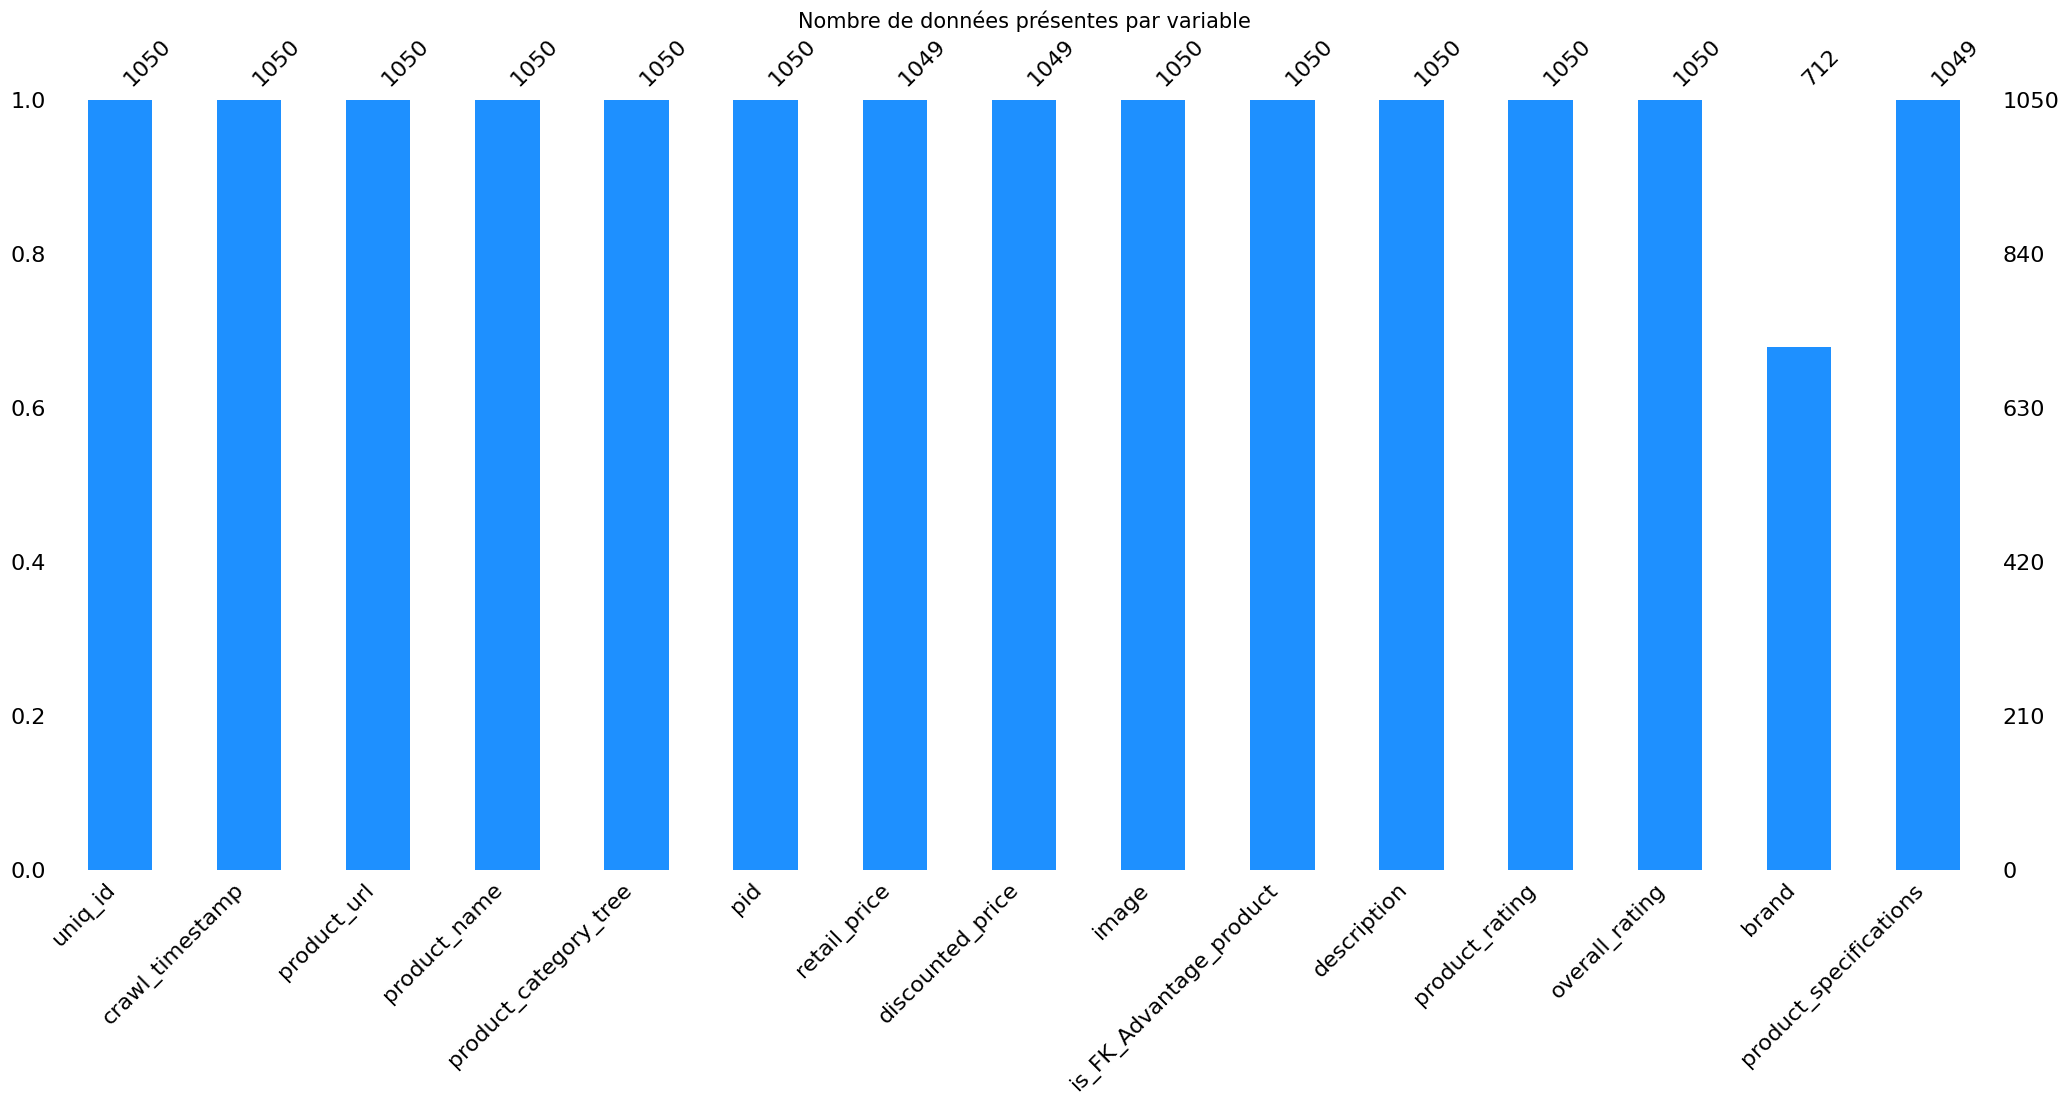 Nombre de données présentes par variable
1050 1050 1050 1050 1050 1050 1049 1049 1050 1050 1050 1050 1050 712 1049
1.0 1050
0.8 840
0.6 630
0.4 420
0.2 210
0.0 0
uniq_id
crawl_timestamp
product_url
product_name
product_category_tree
pid
retail_price
discounted_price
image
is_FK_Advantage_product
description
product_rating
overall_rating
brand
product_specifications